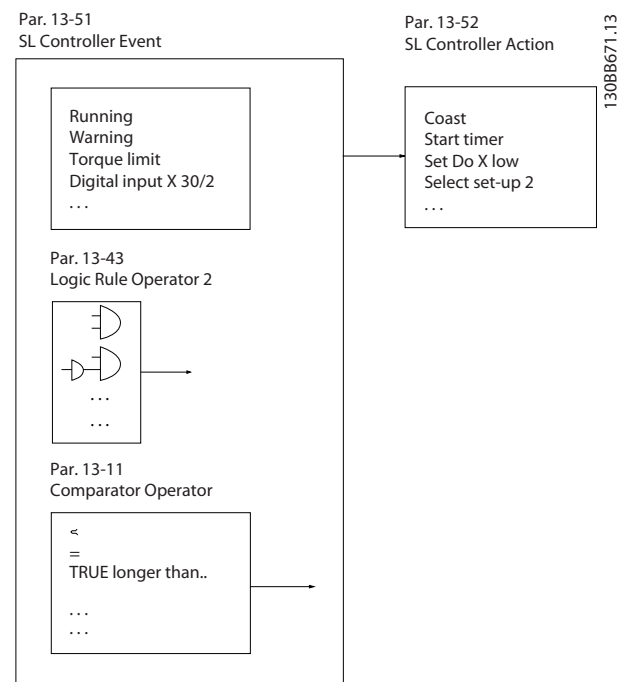 Par. 13-51
SL Controller Event
Par. 13-52
SL Controller Action
130BB671.13
Running
Warning
Torque limit
Digital input X 30/2
. . .
Coast
Start timer
Set Do X low
Select set-up 2
. . .
Par. 13-43
Logic Rule Operator 2
. . .
. . .
Par. 13-11
Comparator Operator
<
=
TRUE longer than..
. . .
. . .